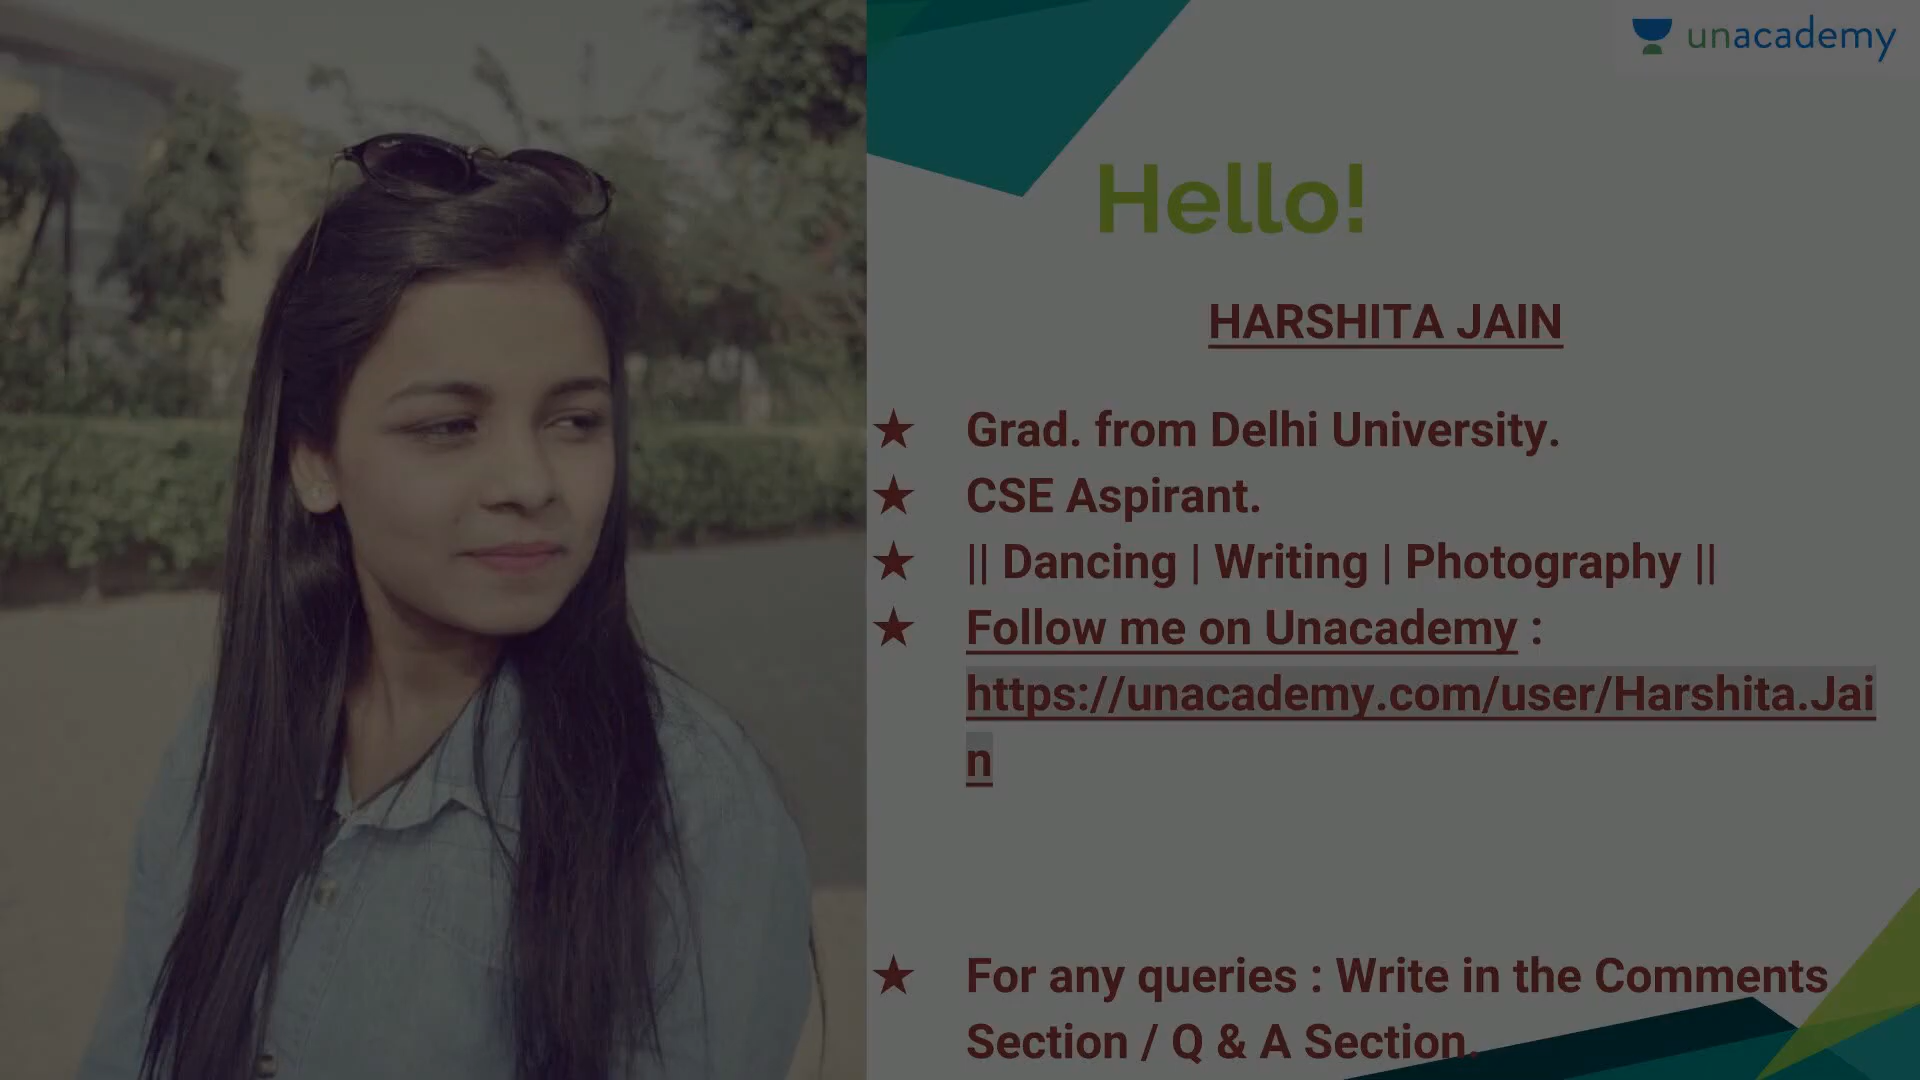 unacademy
Hello!
HARSHITA JAIN
★ Grad. from Delhi University.
★ CSE Aspirant.
★ || Dancing | Writing | Photography ||
★ Follow me on Unacademy :
https://unacademy.com/user/Harshita.Jai
n
★ For any queries : Write in the Comments
Section / Q & A Section.